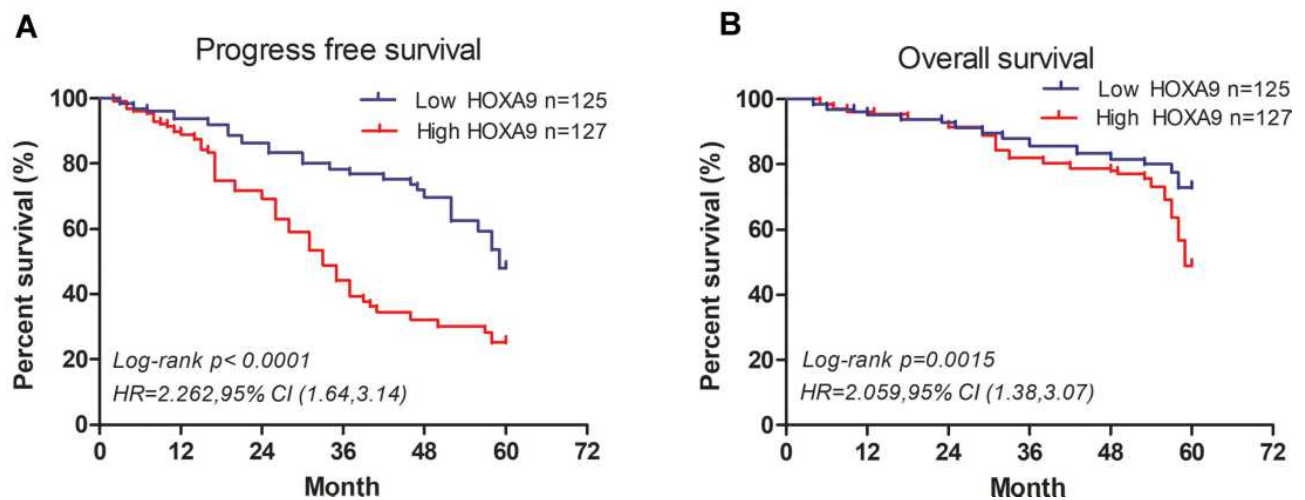 A
Progress free survival
Low HOXA9 n=125
High HOXA9 n=127
Percent survival (%)
100
80
60
40
20
0
Log-rank p< 0.0001
HR=2.262,95% CI (1.64,3.14)
0 12 24 36 48 60 72
Month
B
Overall survival
Low HOXA9 n=125
High HOXA9 n=127
Percent survival (%)
100
80
60
40
20
0
Log-rank p=0.0015
HR=2.059,95% CI (1.38,3.07)
0 12 24 36 48 60 72
Month